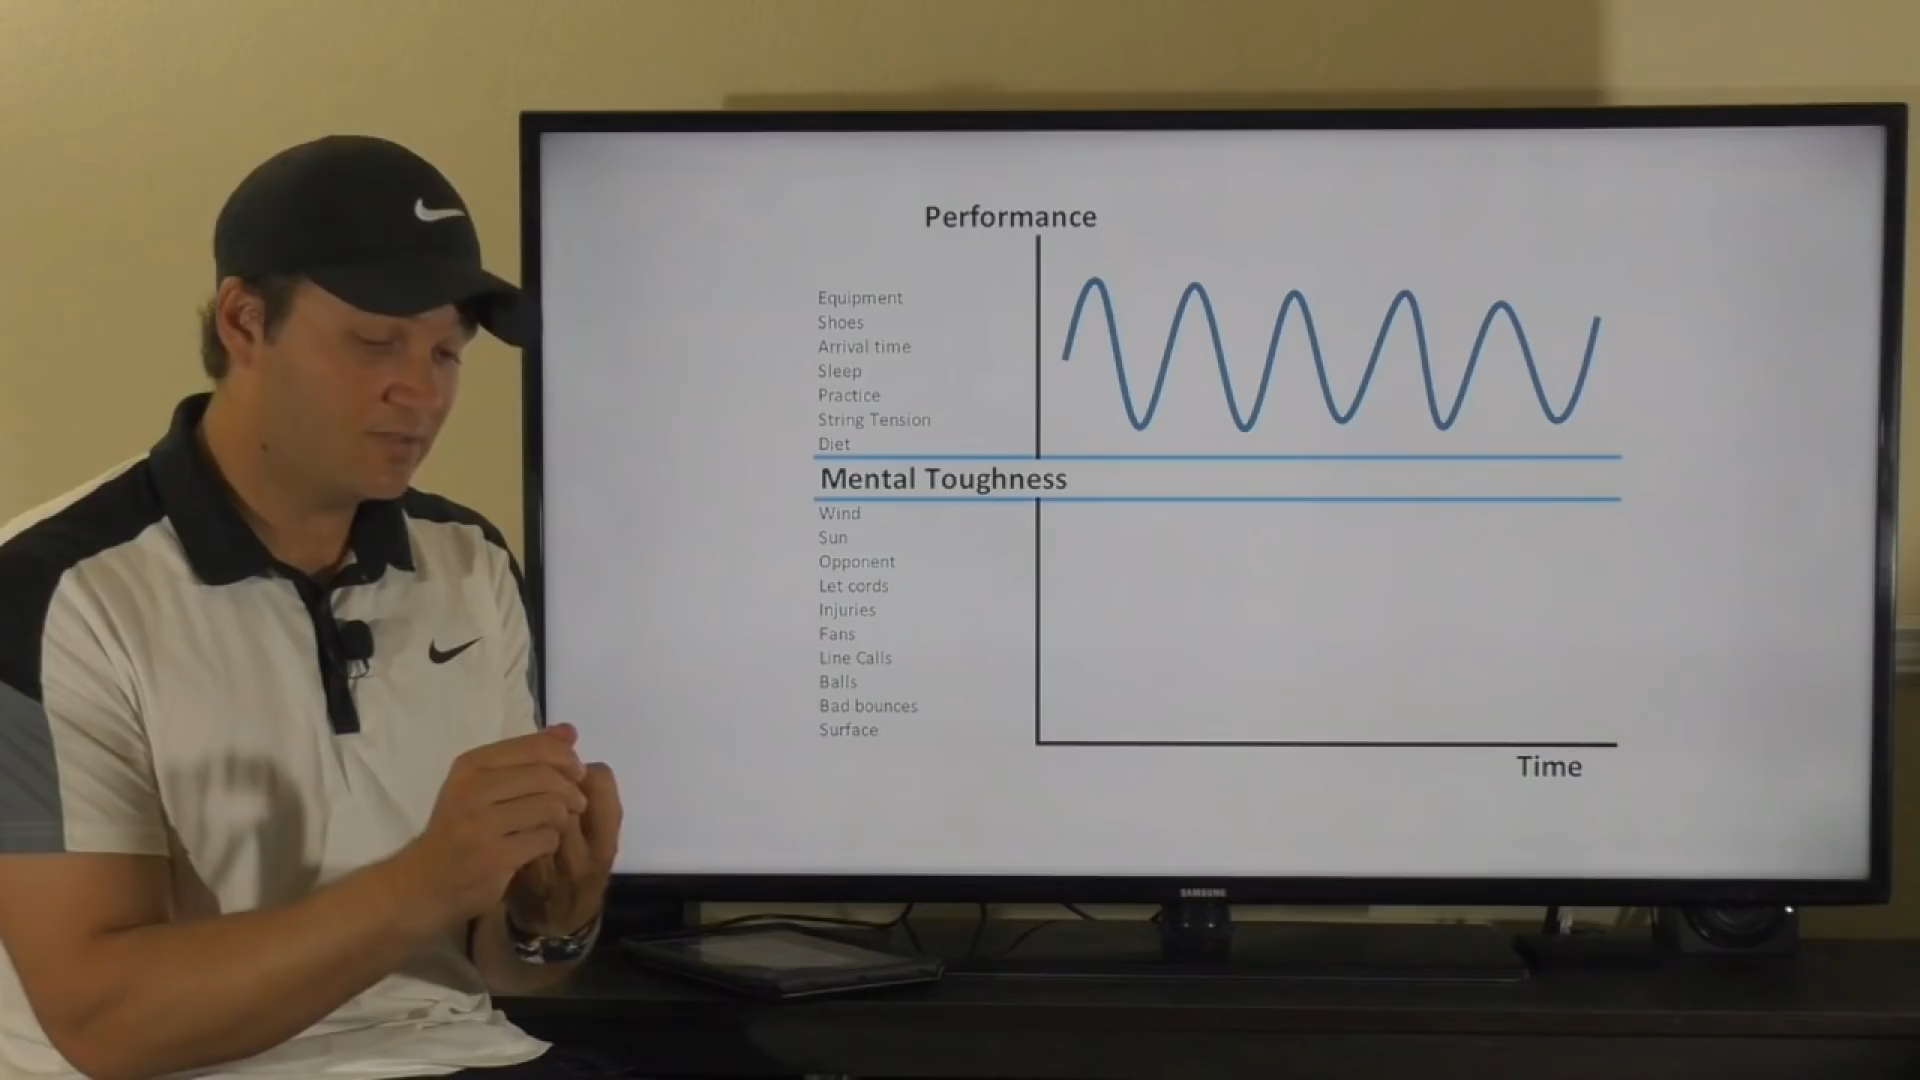 Performance
Equipment
Shoes
Arrival time
Sleep
Practice
String Tension
Diet
Mental Toughness
Wind
Sun
Opponent
Let cords
Injuries
Fans
Line Calls
Balls
Bad bounces
Surface
Time
SAMSUNG